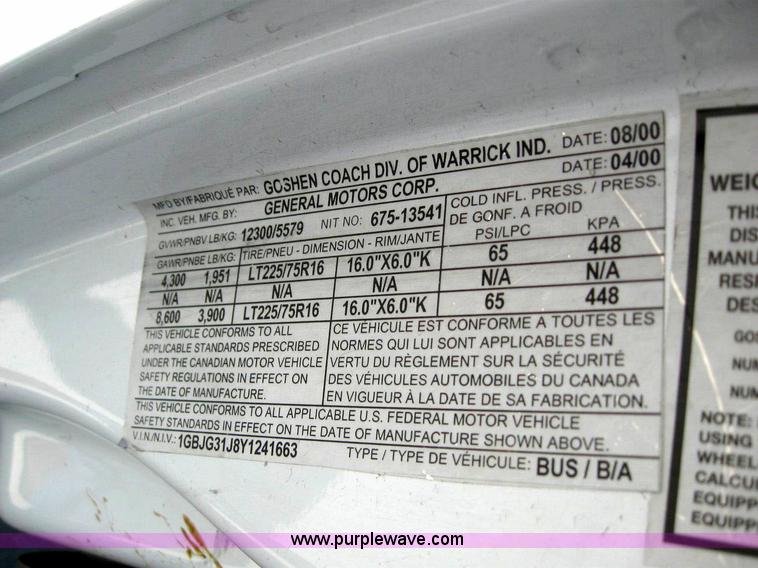 MFD BY/FABRIQUÉ PAR: GOSHEN COACH DIV. OF WARRICK IND. DATE: 08/00
INC. VEH. MFG. BY: GENERAL MOTORS CORP. DATE: 04/00
GVWR/PNBV LB/KG: 12300/5579 NIT NO: 675-13541 COLD INFL. PRESS. / PRESS.
DE GONF. A FROID
GAWR/PNBE LB/KG: TIRE/PNEU - DIMENSION - RIM/JANTE PSI/LPC KPA
4,300 1,951 LT225/75R16 16.0"X6.0"K 65 448
N/A N/A N/A N/A N/A N/A
8,600 3,900 LT225/75R16 16.0"X6.0"K 65 448
THIS VEHICLE CONFORMS TO ALL
APPLICABLE STANDARDS PRESCRIBED
UNDER THE CANADIAN MOTOR VEHICLE
SAFETY REGULATIONS IN EFFECT ON
THE DATE OF MANUFACTURE.
CE VÉHICULE EST CONFORME A TOUTES LES
NORMES QUI LUI SONT APPLICABLES EN
VERTU DU RÈGLEMENT SUR LA SÉCURITÉ
DES VÉHICULES AUTOMOBILES DU CANADA
EN VIGUEUR À LA DATE DE SA FABRICATION.
THIS VEHICLE CONFORMS TO ALL APPLICABLE U.S. FEDERAL MOTOR VEHICLE
SAFETY STANDARDS IN EFFECT ON THE DATE OF MANUFACTURE SHOWN ABOVE.
V.I.N./N.I.V.: 1GBJG31J8Y1241663 TYPE / TYPE DE VÉHICULE: BUS / B/A
WEIG
THIS
DIS
MANU
RESI
DES
GOS
NUM
NUM
NOTE:
USING
WHEEL
CALCU
EQUIPP
EQUIPP
www.purplewave.com